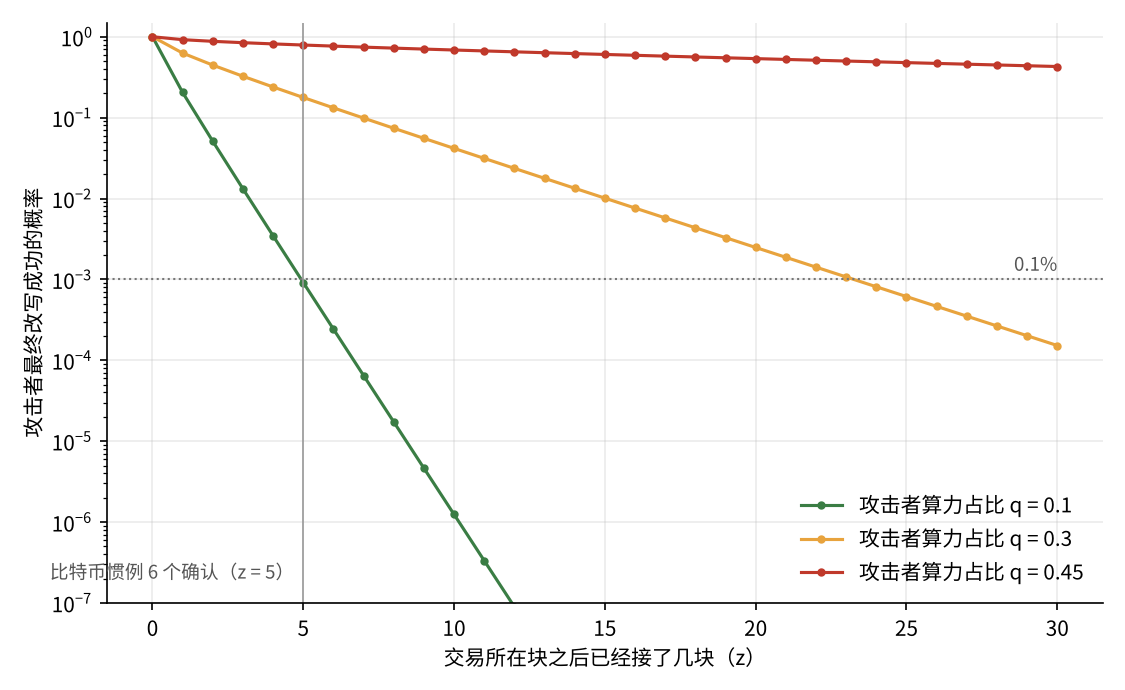 攻击者最终改写成功的概率
10⁰
10⁻¹
10⁻²
10⁻³
10⁻⁴
10⁻⁵
10⁻⁶
10⁻⁷
0.1%
比特币惯例 6 个确认（z = 5）
攻击者算力占比 q = 0.1
攻击者算力占比 q = 0.3
攻击者算力占比 q = 0.45
0 5 10 15 20 25 30
交易所在块之后已经接了几块（z）